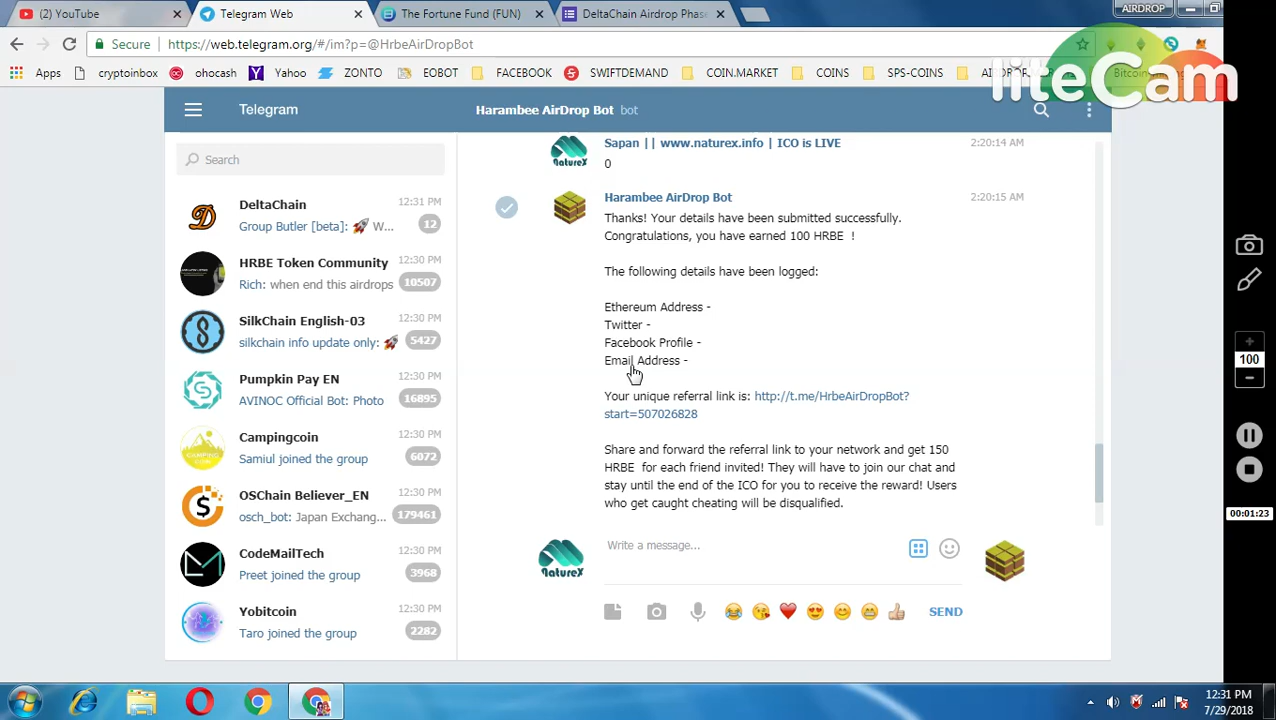 (2) YouTube
Telegram Web
The Fortune Fund (FUN)
DeltaChain Airdrop Phase
AIRDROP
Secure
https://web.telegram.org/#/im?p=@HrbeAirDropBot
Apps
cryptoinbox
ohocash
Yahoo
ZONTO
EOBOT
FACEBOOK
SWIFTDEMAND
COIN.MARKET
COINS
SPS-COINS
liteCam
Telegram
Harambee AirDrop Bot bot
Search
DeltaChain 12:31 PM
Group Butler [beta]: 🚀 W... 12
HRBE Token Community 12:30 PM
Rich: when end this airdrops 10507
SilkChain English-03 12:30 PM
silkchain info update only: 🚀 5427
Pumpkin Pay EN 12:30 PM
AVINOC Official Bot: Photo 16895
Campingcoin 12:30 PM
Samiul joined the group 6072
OSChain Believer_EN 12:30 PM
osch_bot: Japan Exchang... 179461
CodeMailTech 12:30 PM
Preet joined the group 3968
Yobitcoin 12:30 PM
Taro joined the group 2282
NatureX
Sapan || www.naturex.info | ICO is LIVE 2:20:14 AM
0
Harambee AirDrop Bot 2:20:15 AM
Thanks! Your details have been submitted successfully.
Congratulations, you have earned 100 HRBE !
The following details have been logged:
Ethereum Address -
Twitter -
Facebook Profile -
Email Address -
Your unique referral link is: http://t.me/HrbeAirDropBot?
start=507026828
Share and forward the referral link to your network and get 150
HRBE for each friend invited! They will have to join our chat and
stay until the end of the ICO for you to receive the reward! Users
who get caught cheating will be disqualified.
NatureX
Write a message...
😂 😘 ❤ 😍 😊 😁 👍 SEND
100
00:01:23
12:31 PM
7/29/2018